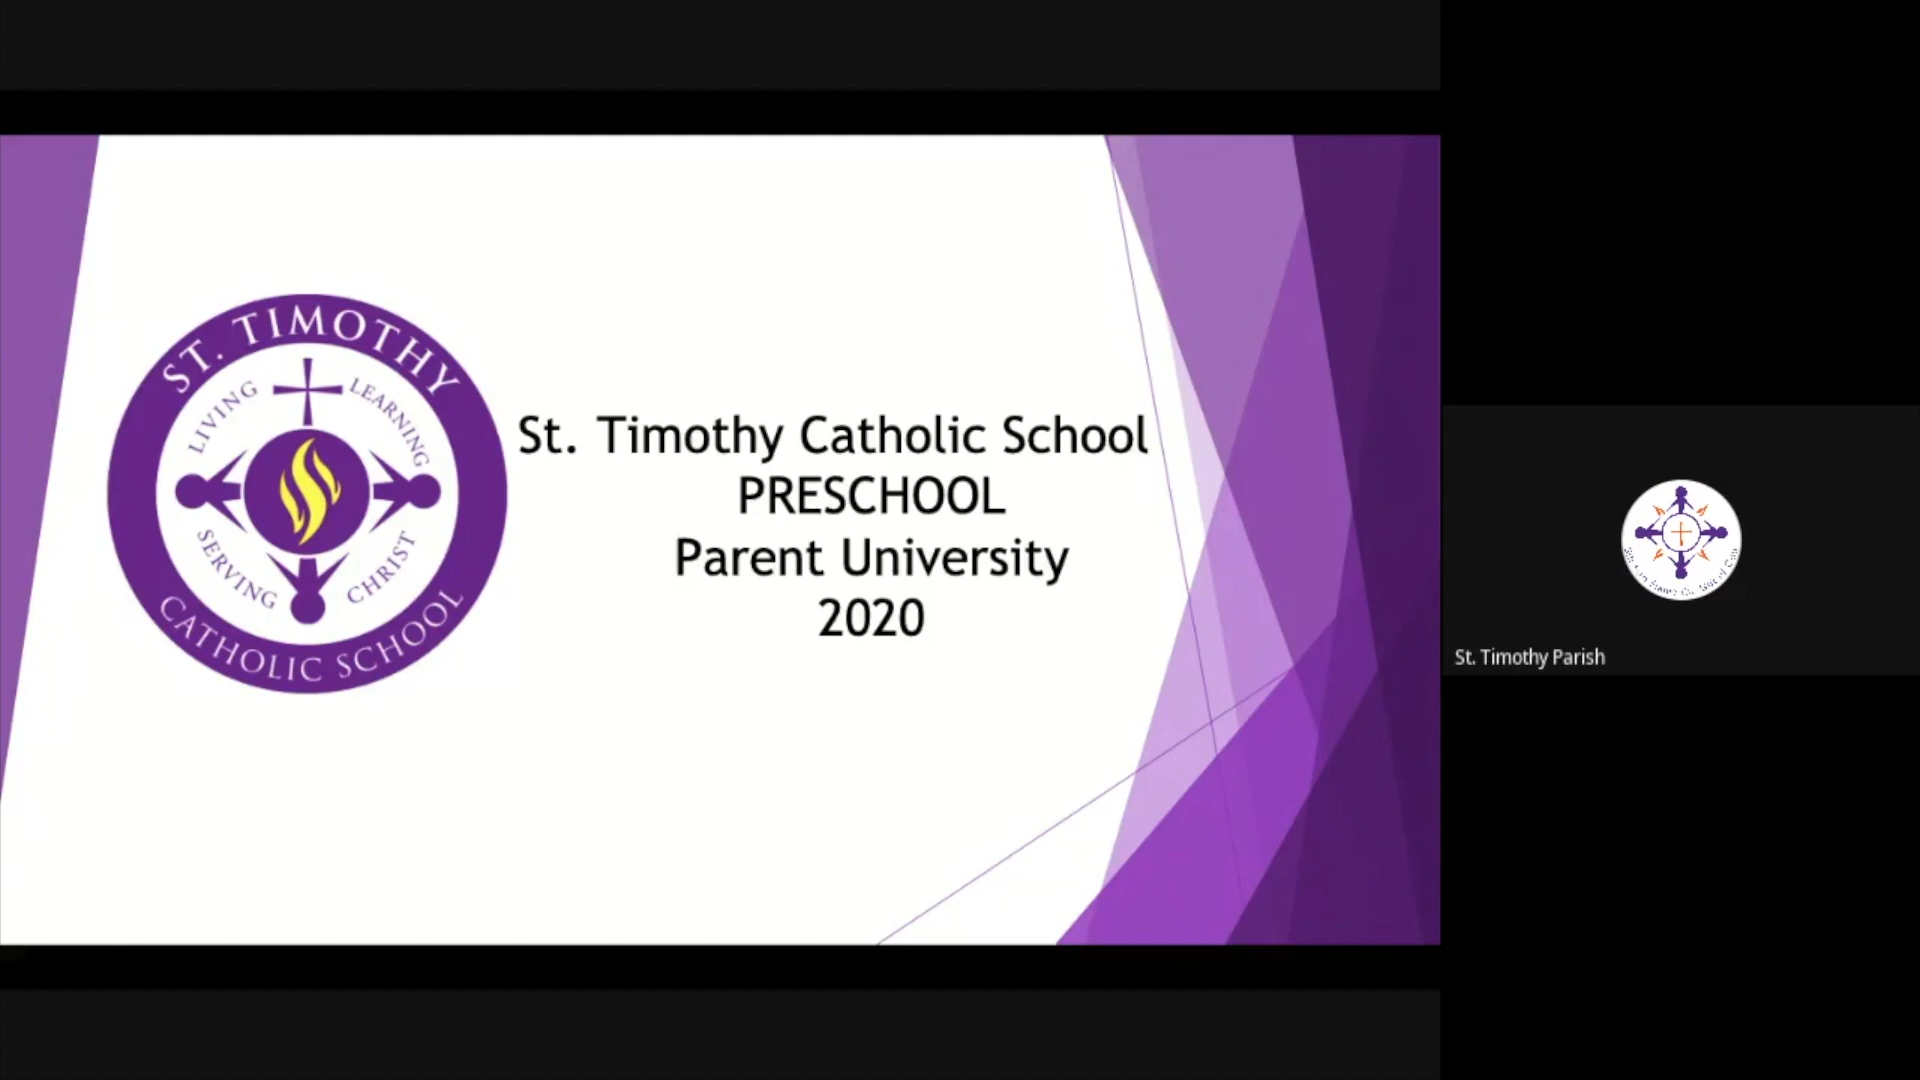 ST. TIMOTHY
LIVING
LEARNING
SERVING
CHRIST
CATHOLIC SCHOOL
St. Timothy Catholic School
PRESCHOOL
Parent University
2020
St. Timothy Parish